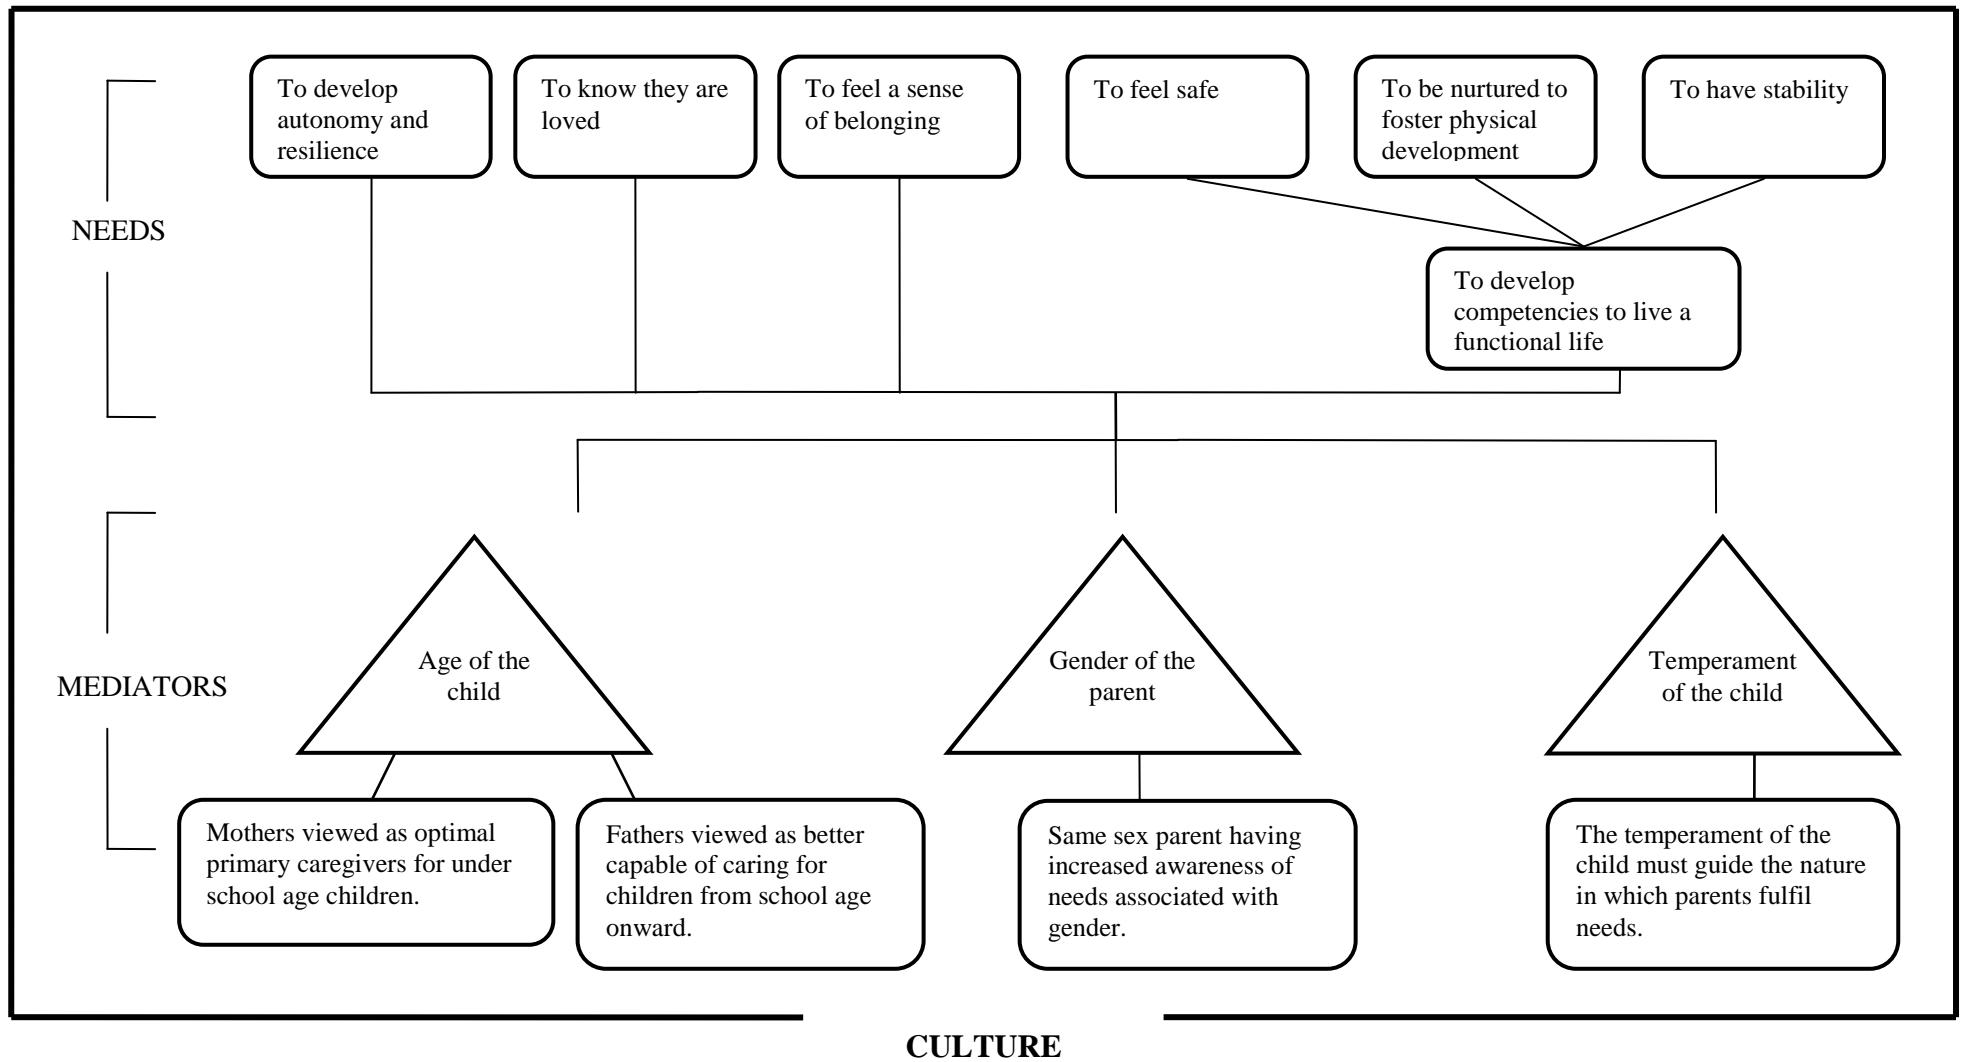 To develop
autonomy and
resilience
To know they are
loved
To feel a sense
of belonging
To feel safe
To be nurtured to
foster physical
development
To have stability
NEEDS
To develop
competencies to live a
functional life
MEDIATORS
Age of the
child
Gender of the
parent
Temperament
of the child
Mothers viewed as optimal
primary caregivers for under
school age children.
Fathers viewed as better
capable of caring for
children from school age
onward.
Same sex parent having
increased awareness of
needs associated with
gender.
The temperament of the
child must guide the nature
in which parents fulfil
needs.
CULTURE